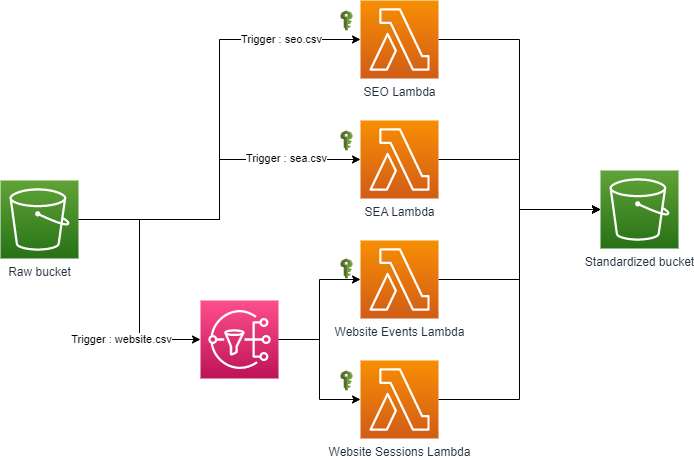 Trigger : seo.csv
SEO Lambda
Trigger : sea.csv
SEA Lambda
Raw bucket
Standardized bucket
Trigger : website.csv
Website Events Lambda
Website Sessions Lambda